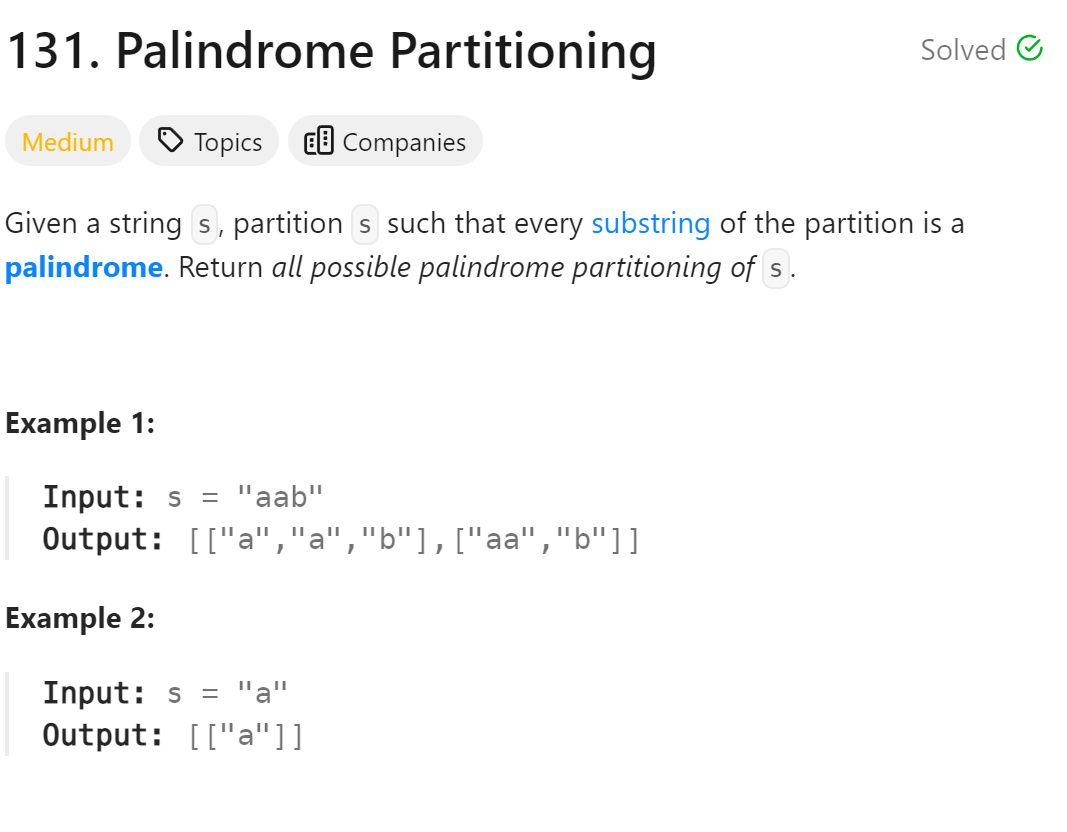 131. Palindrome Partitioning
Solved
Medium
Topics
Companies
Given a string s, partition s such that every substring of the partition is a
palindrome. Return all possible palindrome partitioning of s.
Example 1:
Input: s = "aab"
Output: [["a","a","b"],["aa","b"]]
Example 2:
Input: s = "a"
Output: [["a"]]